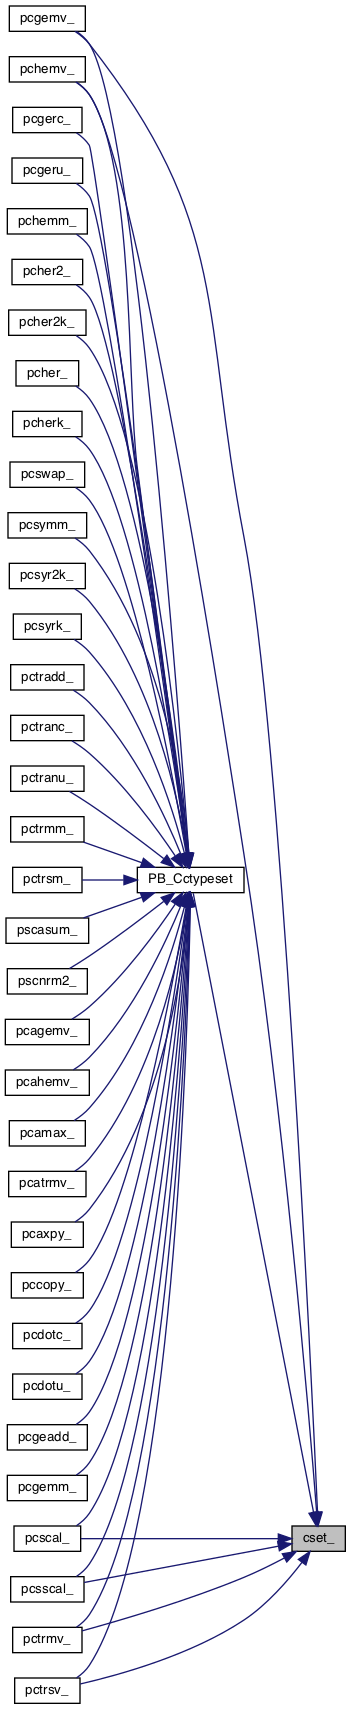 pcgemv_
pchemv_
pcgerc_
pcgeru_
pchemm_
pcher2_
pcher2k_
pcher_
pcherk_
pcswap_
pcsymm_
pcsyr2k_
pcsyrk_
pctradd_
pctranc_
pctranu_
pctrmm_
pctrsm_
PB_Cctypeset
pscasum_
pscnrm2_
pcagemv_
pcahemv_
pcamax_
pcatrmv_
pcaxpy_
pccopy_
pcdotc_
pcdotu_
pcgeadd_
pcgemm_
pcscal_
cset_
pcsscal_
pctrmv_
pctrsv_